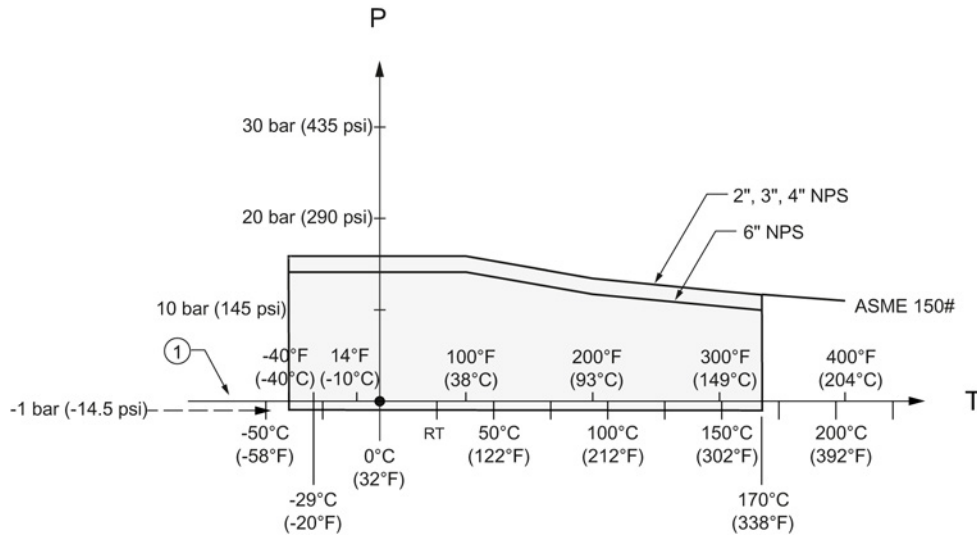 P
30 bar (435 psi)
20 bar (290 psi)
2", 3", 4" NPS
6" NPS
10 bar (145 psi)
ASME 150#
1
-40°F
(-40°C)
14°F
(-10°C)
100°F
(38°C)
200°F
(93°C)
300°F
(149°C)
400°F
(204°C)
-1 bar (-14.5 psi)
T
-50°C
(-58°F)
0°C
(32°F)
RT
50°C
(122°F)
100°C
(212°F)
150°C
(302°F)
200°C
(392°F)
-29°C
(-20°F)
170°C
(338°F)